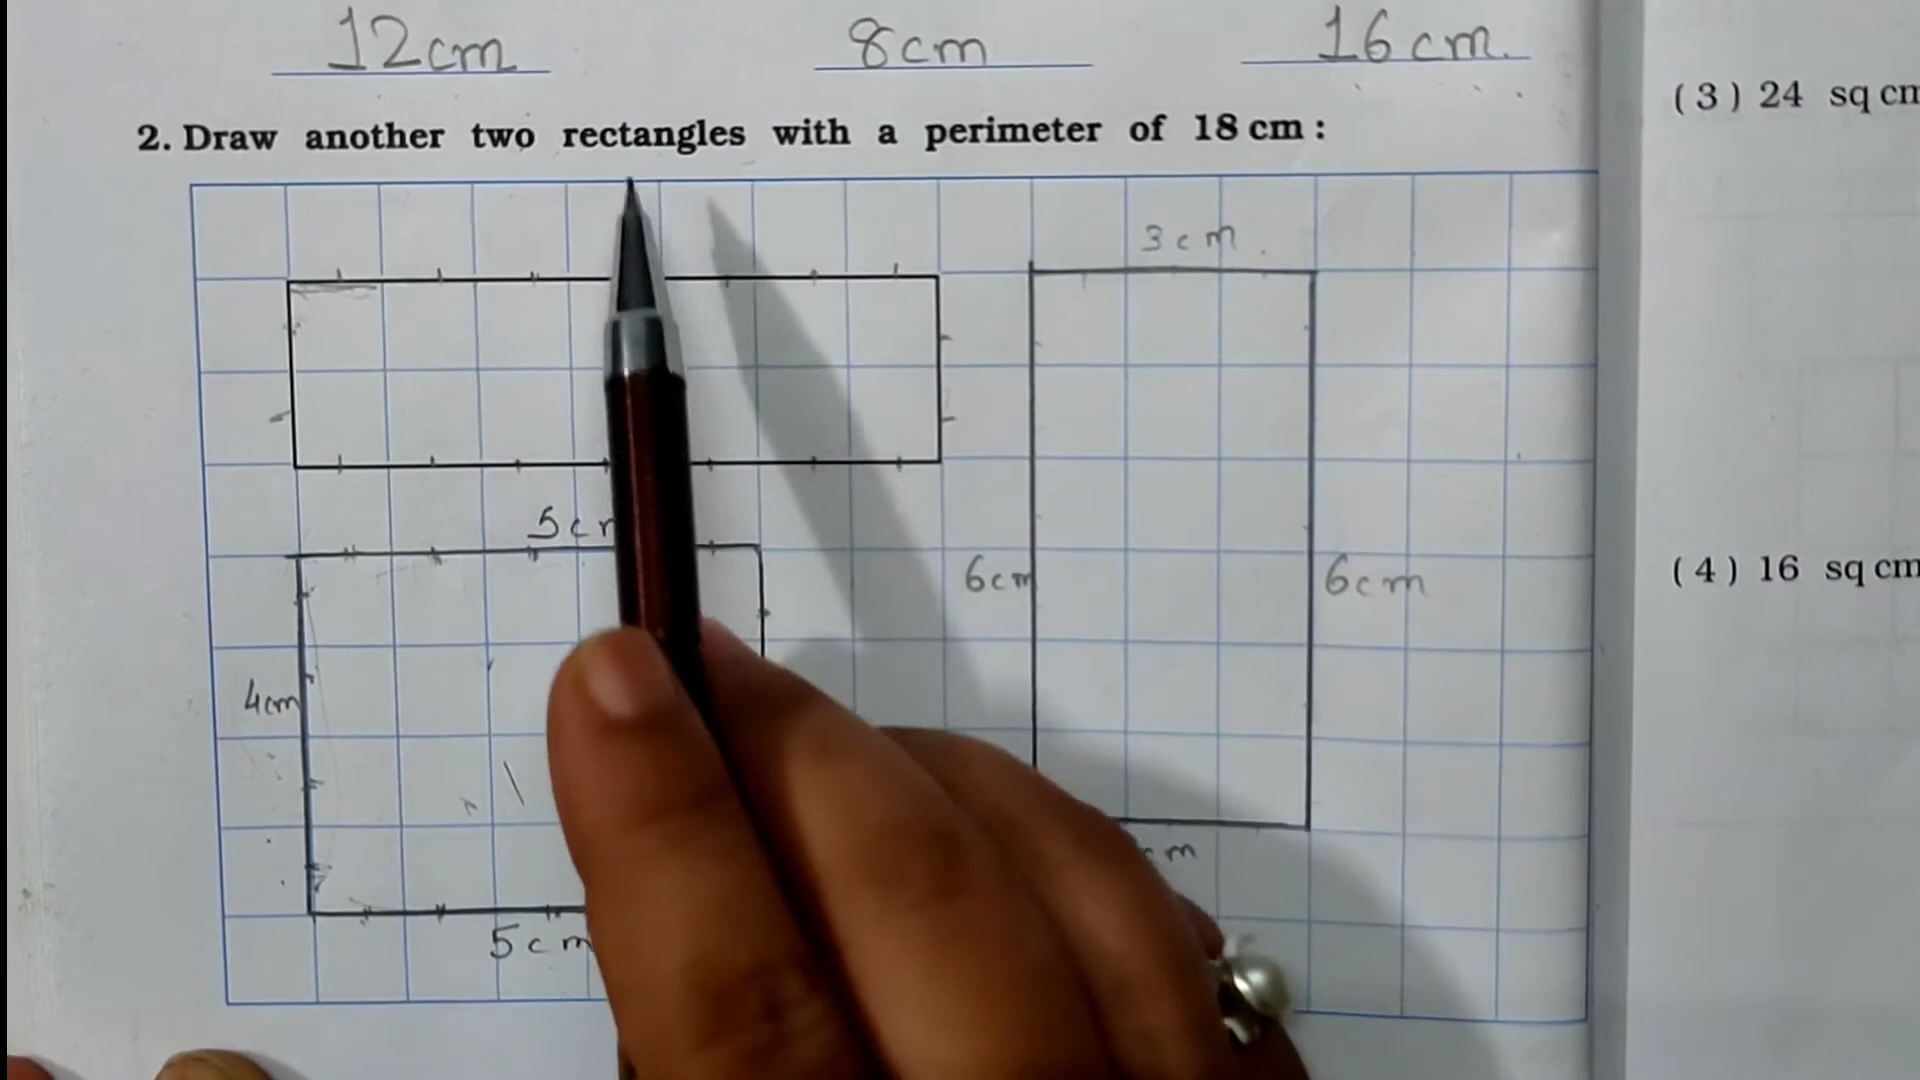 12cm 8cm 16cm.
2. Draw another two rectangles with a perimeter of 18 cm :
3cm.
5c
6cm 6cm
4cm
m
5cm
(3) 24 sq cm
(4) 16 sq cm